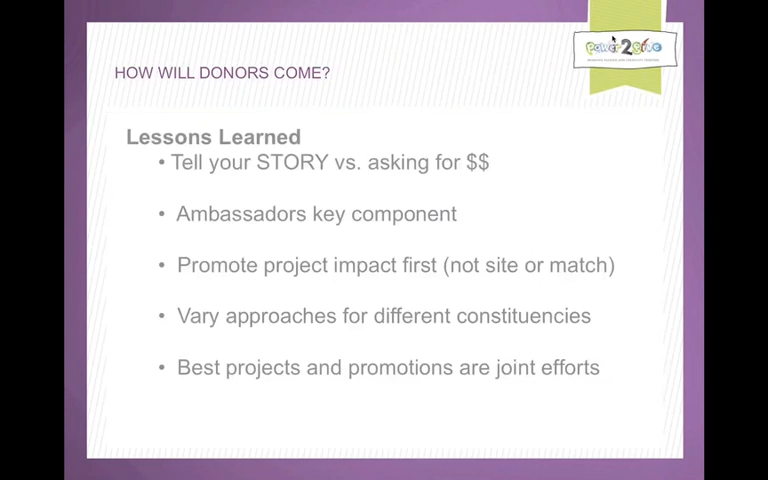 power2give
HOW WILL DONORS COME?
Lessons Learned
• Tell your STORY vs. asking for $$
• Ambassadors key component
• Promote project impact first (not site or match)
• Vary approaches for different constituencies
• Best projects and promotions are joint efforts